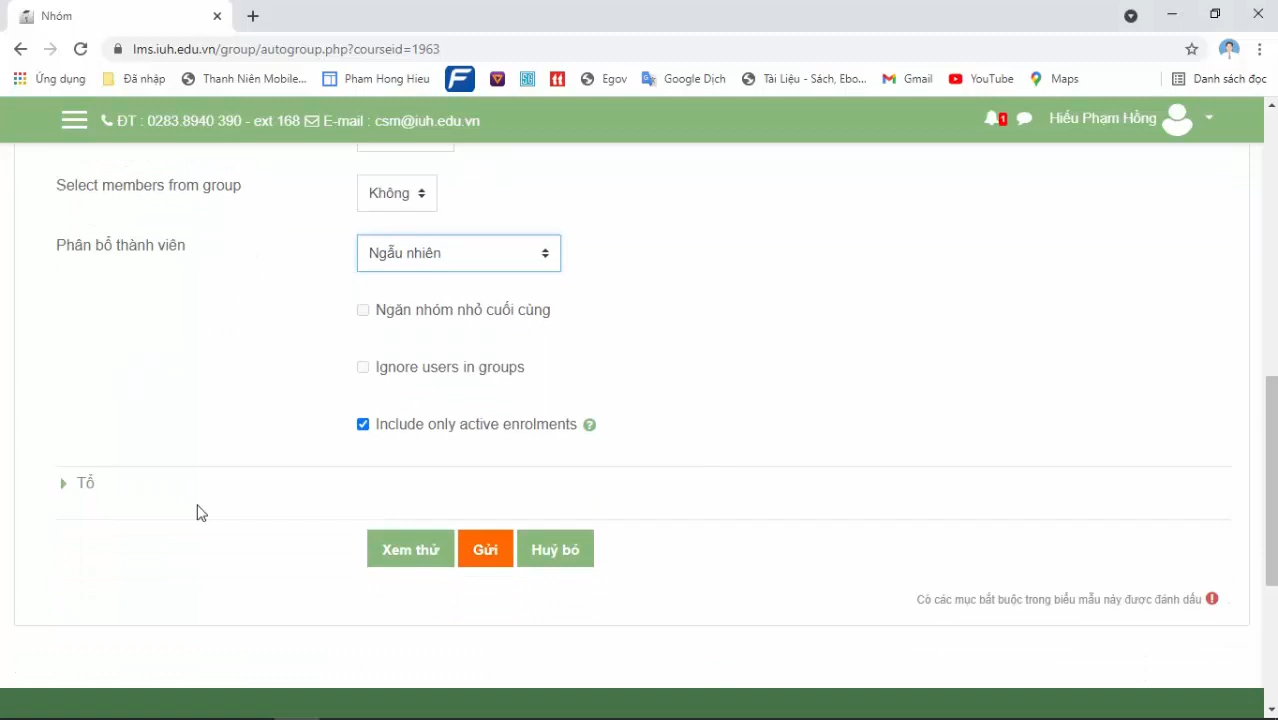 Nhóm
lms.iuh.edu.vn/group/autogroup.php?courseid=1963
Ứng dụng Đã nhập Thanh Niên Mobile... Pham Hong Hieu Egov Google Dịch Tài Liệu - Sách, Ebo... Gmail YouTube Maps Danh sách đọc
ĐT : 0283 8940 390 - ext 168 E-mail : csm@iuh.edu.vn 1 Hiếu Phạm Hồng
Select members from group Không
Phân bổ thành viên Ngẫu nhiên
Ngăn nhóm nhỏ cuối cùng
Ignore users in groups
Include only active enrolments ?
Tổ
Xem thử Gửi Huỷ bỏ
Có các mục bắt buộc trong biểu mẫu này được đánh dấu !